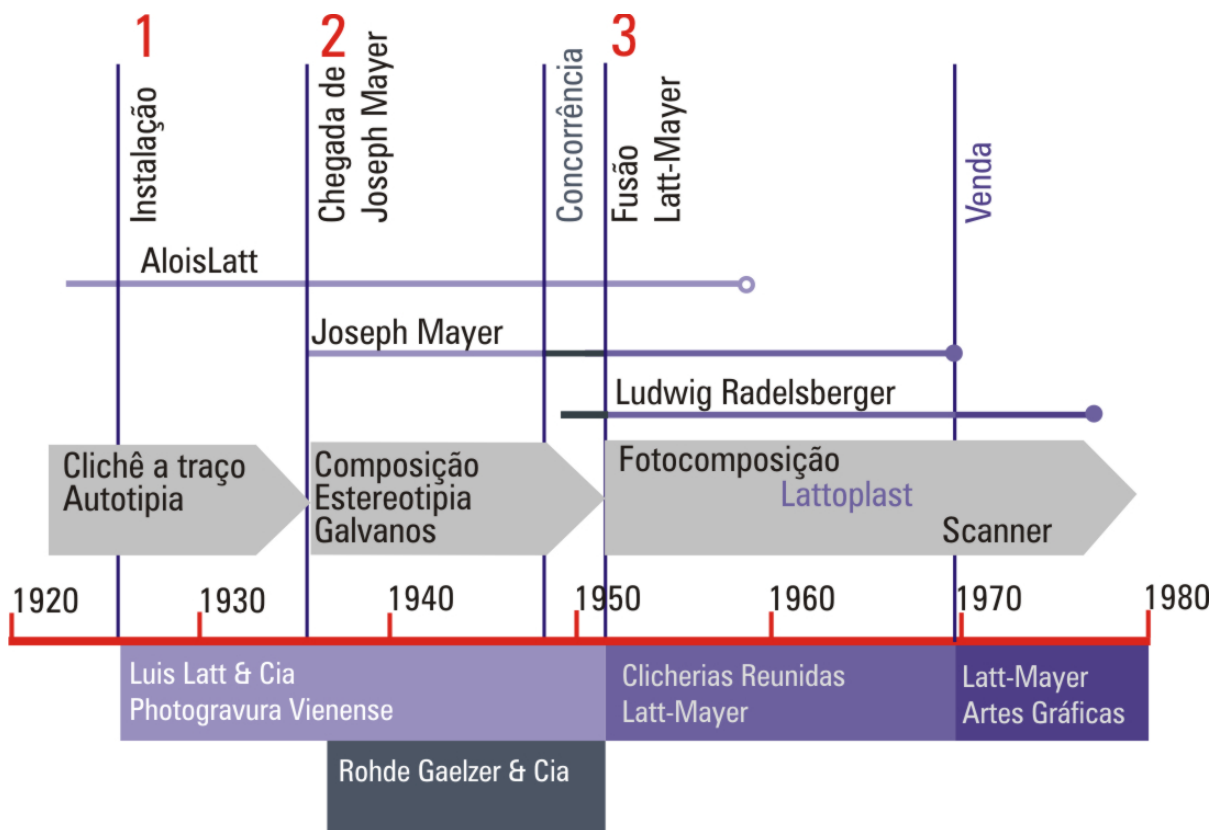 1
2
3
Instalação
Chegada de
Joseph Mayer
Concorrência
Fusão
Latt-Mayer
Venda
AloisLatt
Joseph Mayer
Ludwig Radelsberger
Clichê a traço
Autotipia
Composição
Estereotipia
Galvanos
Fotocomposição
Lattoplast
Scanner
1920
1930
1940
1950
1960
1970
1980
Luis Latt & Cia
Photogravura Vienense
Clicherias Reunidas
Latt-Mayer
Latt-Mayer
Artes Gráficas
Rohde Gaelzer & Cia